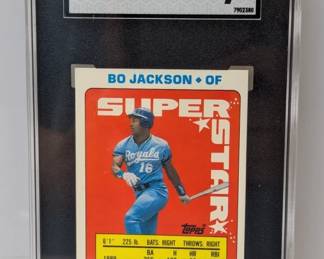 7902380
BO JACKSON ◆ OF
SUPER
STAR
Royals
16
Topps
6'1" 225 lb. BATS. RIGHT THROWS. RIGHT
BA H HR RBI